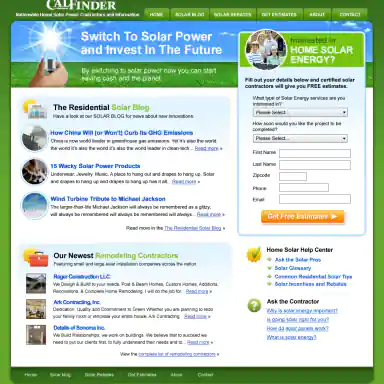 CALFINDER
Nationwide Home Solar Power Contractors and Information
HOME
SOLAR BLOG
SOLAR REBATES
GET ESTIMATES
ABOUT
CONTACT
Switch To Solar Power
and Invest In The Future
By switching to solar power now you can start
saving cash and the planet.
Interested in
HOME SOLAR
ENERGY?
Fill out your details below and certified solar
contractors will give you FREE estimates.
What type of Solar Energy services are you
interested in?
Please Select...
How soon would you like the project to be
completed?
Please Select...
First Name
Last Name
Zipcode
Phone
Email
Get Free Estimates
The Residential Solar Blog
Have a look at our SOLAR BLOG for news about new innovations.
How China Will (or Won't) Curb Its GHG Emissions
China is now world leader in greenhouse gas emissions. Yet it's also the world
the world it's also the world it's also the world leader in clean-tech... Read more »
15 Wacky Solar Power Products
Underwear. Jewelry. Music. A place to hang out and drapes to hang up. Solar
and drapes to hang up and drapes to hang up has it all. Read more »
Wind Turbine Tribute to Michael Jackson
The larger-than-life Michael Jackson will always be remembered as a glitzy,
will always be remembered will always be remembered will always... Read more »
Read more in the The Residential Solar Blog »
Our Newest Remodeling Contractors
Featuring small and large solar installation companies across the nation
Rager Construction LLC
We Design & Build your needs. Post & Beam Homes, Custom Homes, Additions,
Renovations, & Complete Home Remodeling. I will do the job for... Read more »
Ark Contracting, Inc.
Dedication, Quality and Commitment to Green Whether you are planning to redo
your family room or enhance your entire house, Ark Contracting... Read more »
Details of Sonoma Inc.
We Build Relationships; we work on buildings. We believe that to succeed we
need to put our clients first, to fully understand their needs and to... Read more »
View the complete list of remodeling contractors »
Home Solar Help Center
Ask the Solar Pros
Solar Glossary
Common Residential Solar Tips
Solar Incentives and Rebates
Ask the Contractor
Why is solar energy important?
Is going solar right for you?
How do solar panels work?
What is solar energy?
Home
Solar blog
Solar Rebates
Get Estimates
About Us
Contact